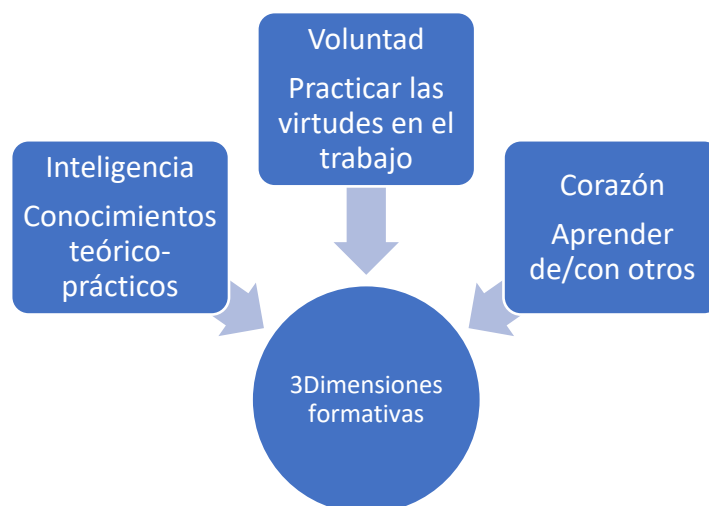 Inteligencia
Conocimientos
teórico-
prácticos
Voluntad
Practicar las
virtudes en el
trabajo
Corazón
Aprender
de/con otros
3Dimensiones
formativas